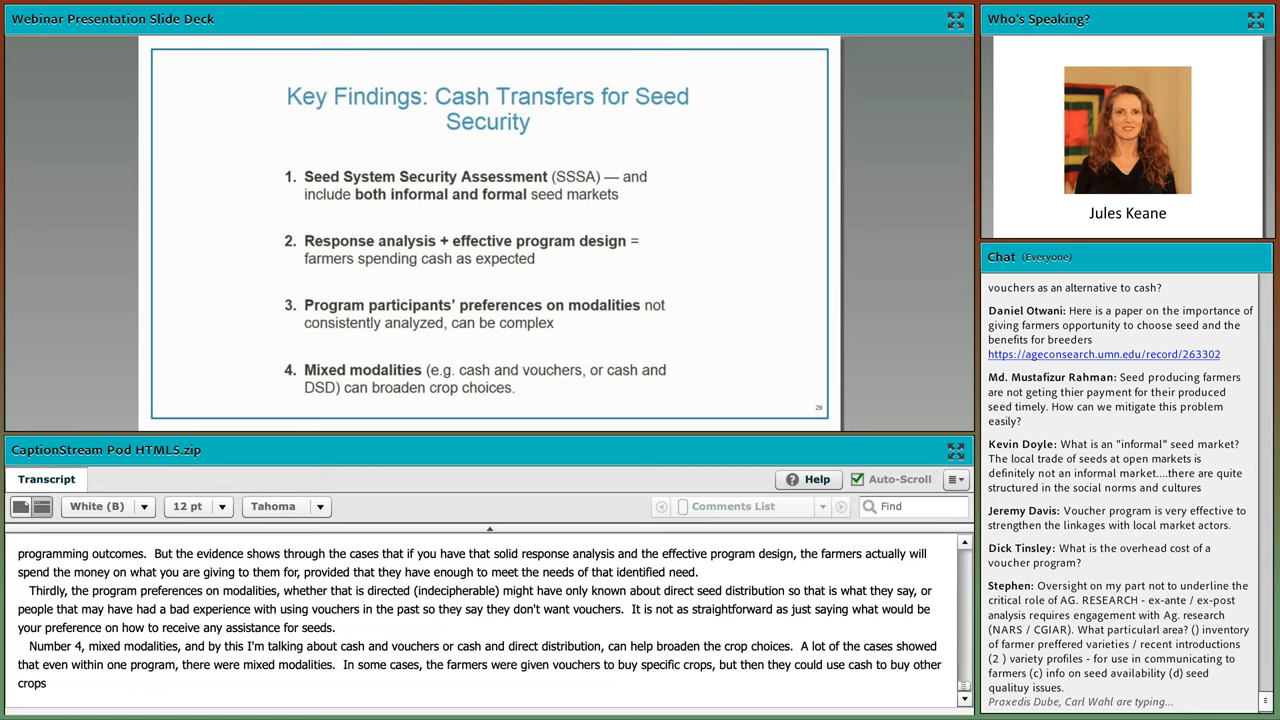 Webinar Presentation Slide Deck
Key Findings: Cash Transfers for Seed
Security
1. Seed System Security Assessment (SSSA) — and
include both informal and formal seed markets
2. Response analysis + effective program design =
farmers spending cash as expected
3. Program participants' preferences on modalities not
consistently analyzed, can be complex
4. Mixed modalities (e.g. cash and vouchers, or cash and
DSD) can broaden crop choices.
29
Who's Speaking?
Jules Keane
CaptionStream Pod HTML5.zip
Transcript
Help
Auto-Scroll
White (B)
12 pt
Tahoma
Comments List
Find
programming outcomes. But the evidence shows through the cases that if you have that solid response analysis and the effective program design, the farmers actually will
spend the money on what you are giving to them for, provided that they have enough to meet the needs of that identified need.
Thirdly, the program preferences on modalities, whether that is directed (indecipherable) might have only known about direct seed distribution so that is what they say, or
people that may have had a bad experience with using vouchers in the past so they say they don't want vouchers. It is not as straightforward as just saying what would be
your preference on how to receive any assistance for seeds.
Number 4, mixed modalities, and by this I'm talking about cash and vouchers or cash and direct distribution, can help broaden the crop choices. A lot of the cases showed
that even within one program, there were mixed modalities. In some cases, the farmers were given vouchers to buy specific crops, but then they could use cash to buy other
crops
Chat (Everyone)
vouchers as an alternative to cash?
Daniel Otwani: Here is a paper on the importance of
giving farmers opportunity to choose seed and the
benefits for breeders
https://ageconsearch.umn.edu/record/263302
Md. Mustafizur Rahman: Seed producing farmers
are not geting thier payment for their produced
seed timely. How can we mitigate this problem
easily?
Kevin Doyle: What is an "informal" seed market?
The local trade of seeds at open markets is
definitely not an informal market....there are quite
structured in the social norms and cultures
Jeremy Davis: Voucher program is very effective to
strengthen the linkages with local market actors.
Dick Tinsley: What is the overhead cost of a
voucher program?
Stephen: Oversight on my part not to underline the
critical role of AG. RESEARCH - ex-ante / ex-post
analysis requires engagement with Ag. research
(NARS / CGIAR). What particularl area? () inventory
of farmer preffered varieties / recent introductions
(2 ) variety profiles - for use in communicating to
farmers (c) info on seed availability (d) seed
qualituy issues.
Praxedis Dube, Carl Wahl are typing...